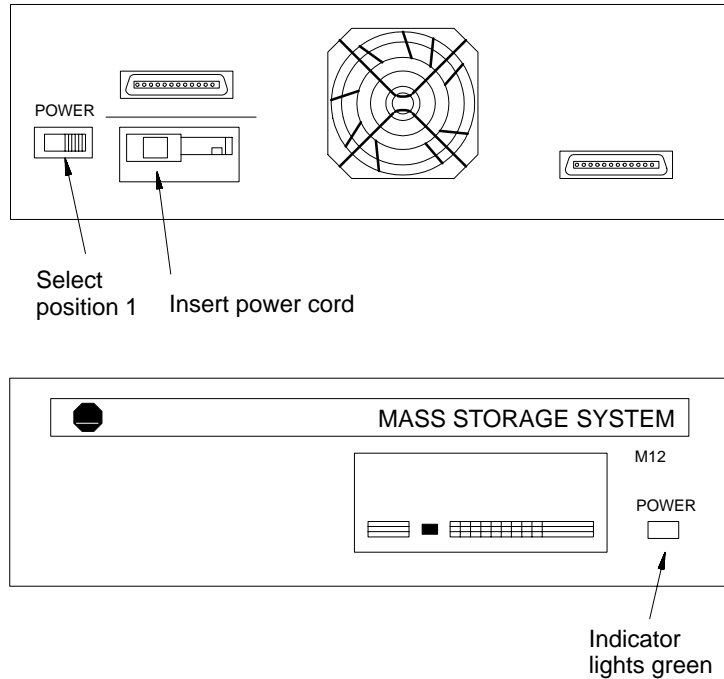 POWER
Select
position 1
Insert power cord
MASS STORAGE SYSTEM
M12
POWER
Indicator
lights green